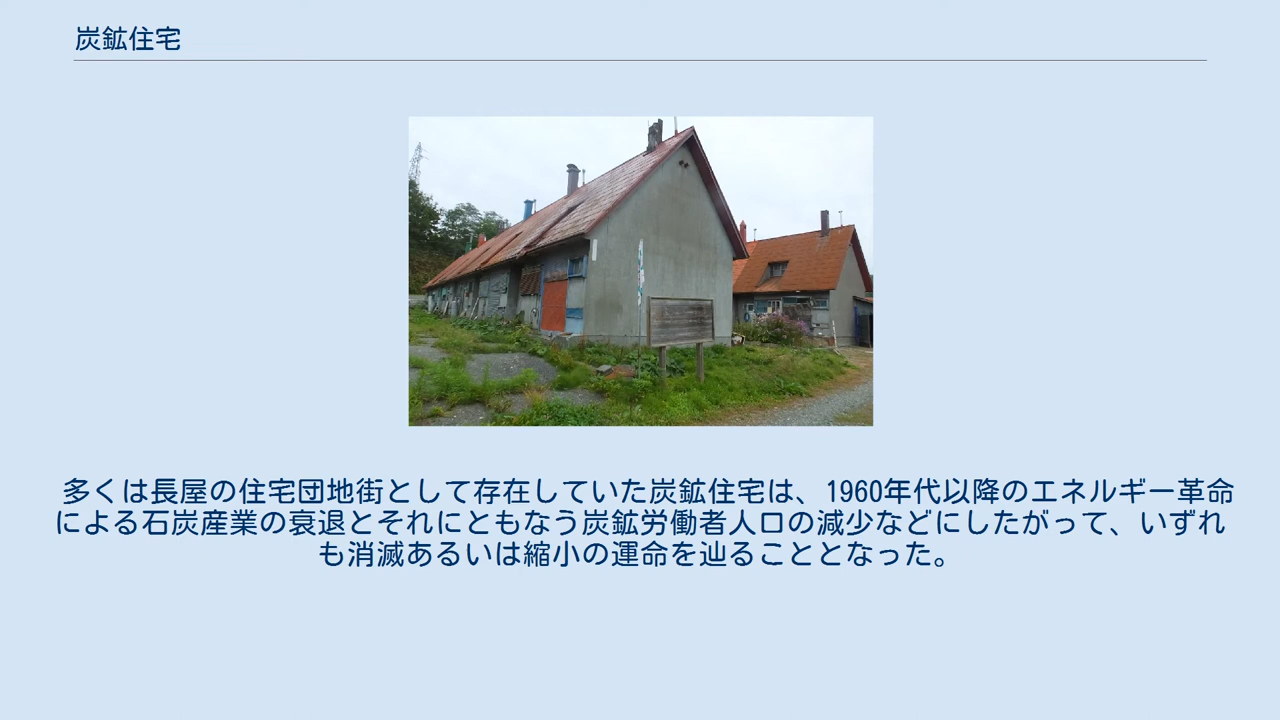 炭鉱住宅
多くは長屋の住宅団地街として存在していた炭鉱住宅は、1960年代以降のエネルギー革命
による石炭産業の衰退とそれにともなう炭鉱労働者人口の減少などにしたがって、いずれ
も消滅あるいは縮小の運命を辿ることとなった。